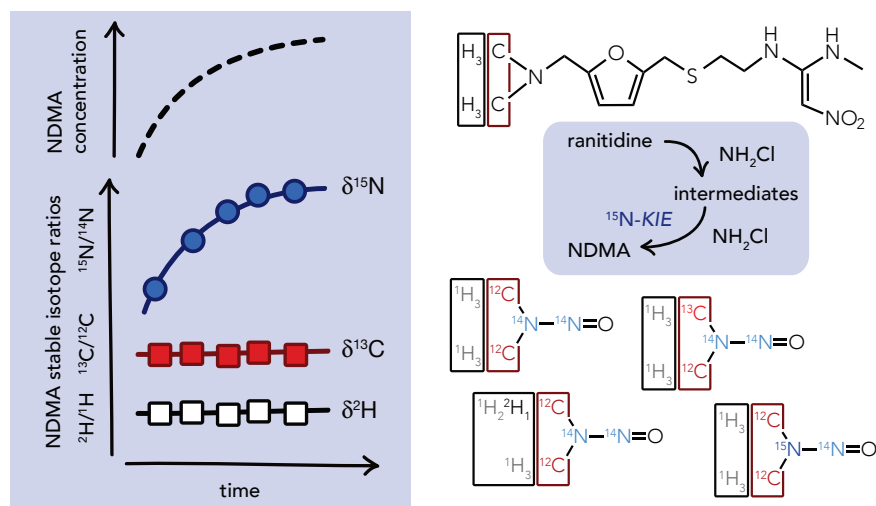 NDMA
concentration
NDMA stable isotope ratios
¹⁵N/¹⁴N
¹³C/¹²C
²H/¹H
δ¹⁵N
δ¹³C
δ²H
time
H₃ C
N
H₃ C
O
S
H
N
H
N
NO₂
ranitidine
NH₂Cl
intermediates
¹⁵N-KIE
NH₂Cl
NDMA
¹H₃ ¹²C
¹⁴N ¹⁴N O
¹H₃ ¹²C
¹H₃ ¹³C
¹⁴N ¹⁴N O
¹H₃ ¹²C
¹H₂²H₁ ¹²C
¹⁴N ¹⁴N O
¹H₃ ¹²C
¹H₃ ¹²C
¹⁵N ¹⁴N O
¹H₃ ¹²C